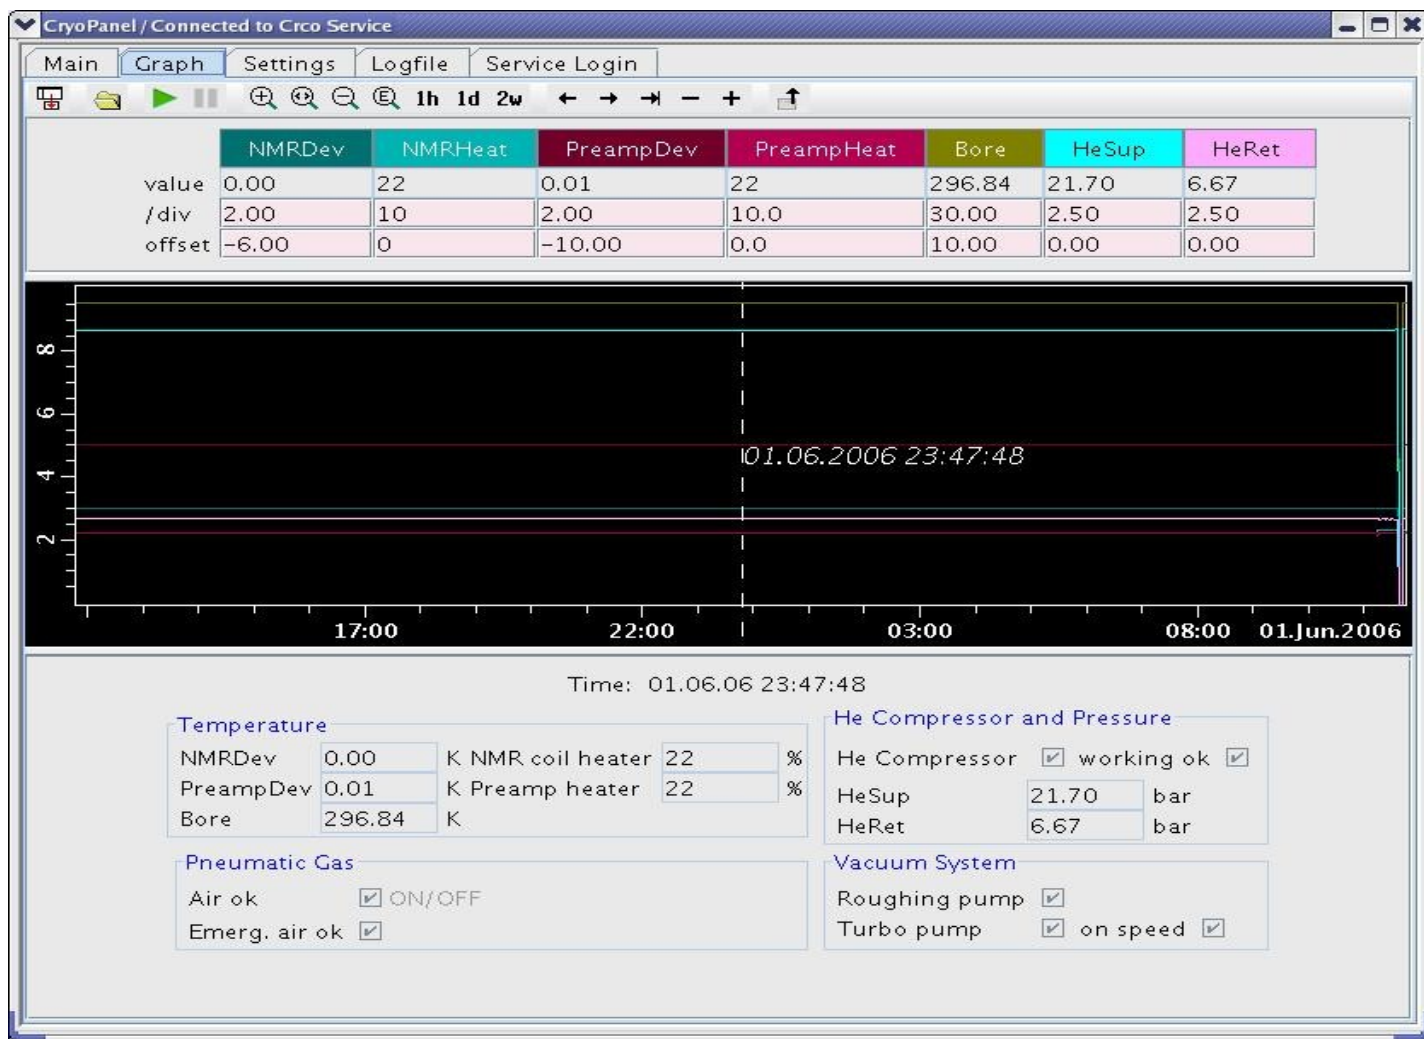 CryoPanel / Connected to Crco Service
Main Graph Settings Logfile Service Login
1h 1d 2w
NMRDev NMRHeat PreampDev PreampHeat Bore HeSup HeRet
value 0.00 22 0.01 22 296.84 21.70 6.67
/div 2.00 10 2.00 10.0 30.00 2.50 2.50
offset -6.00 0 -10.00 0.0 10.00 0.00 0.00
8
6
4
2
01.06.2006 23:47:48
17:00 22:00 03:00 08:00 01.Jun.2006
Time: 01.06.06 23:47:48
Temperature
NMRDev 0.00 K NMR coil heater 22 %
PreampDev 0.01 K Preamp heater 22 %
Bore 296.84 K
He Compressor and Pressure
He Compressor working ok
HeSup 21.70 bar
HeRet 6.67 bar
Pneumatic Gas
Air ok ON/OFF
Emerg. air ok
Vacuum System
Roughing pump
Turbo pump on speed